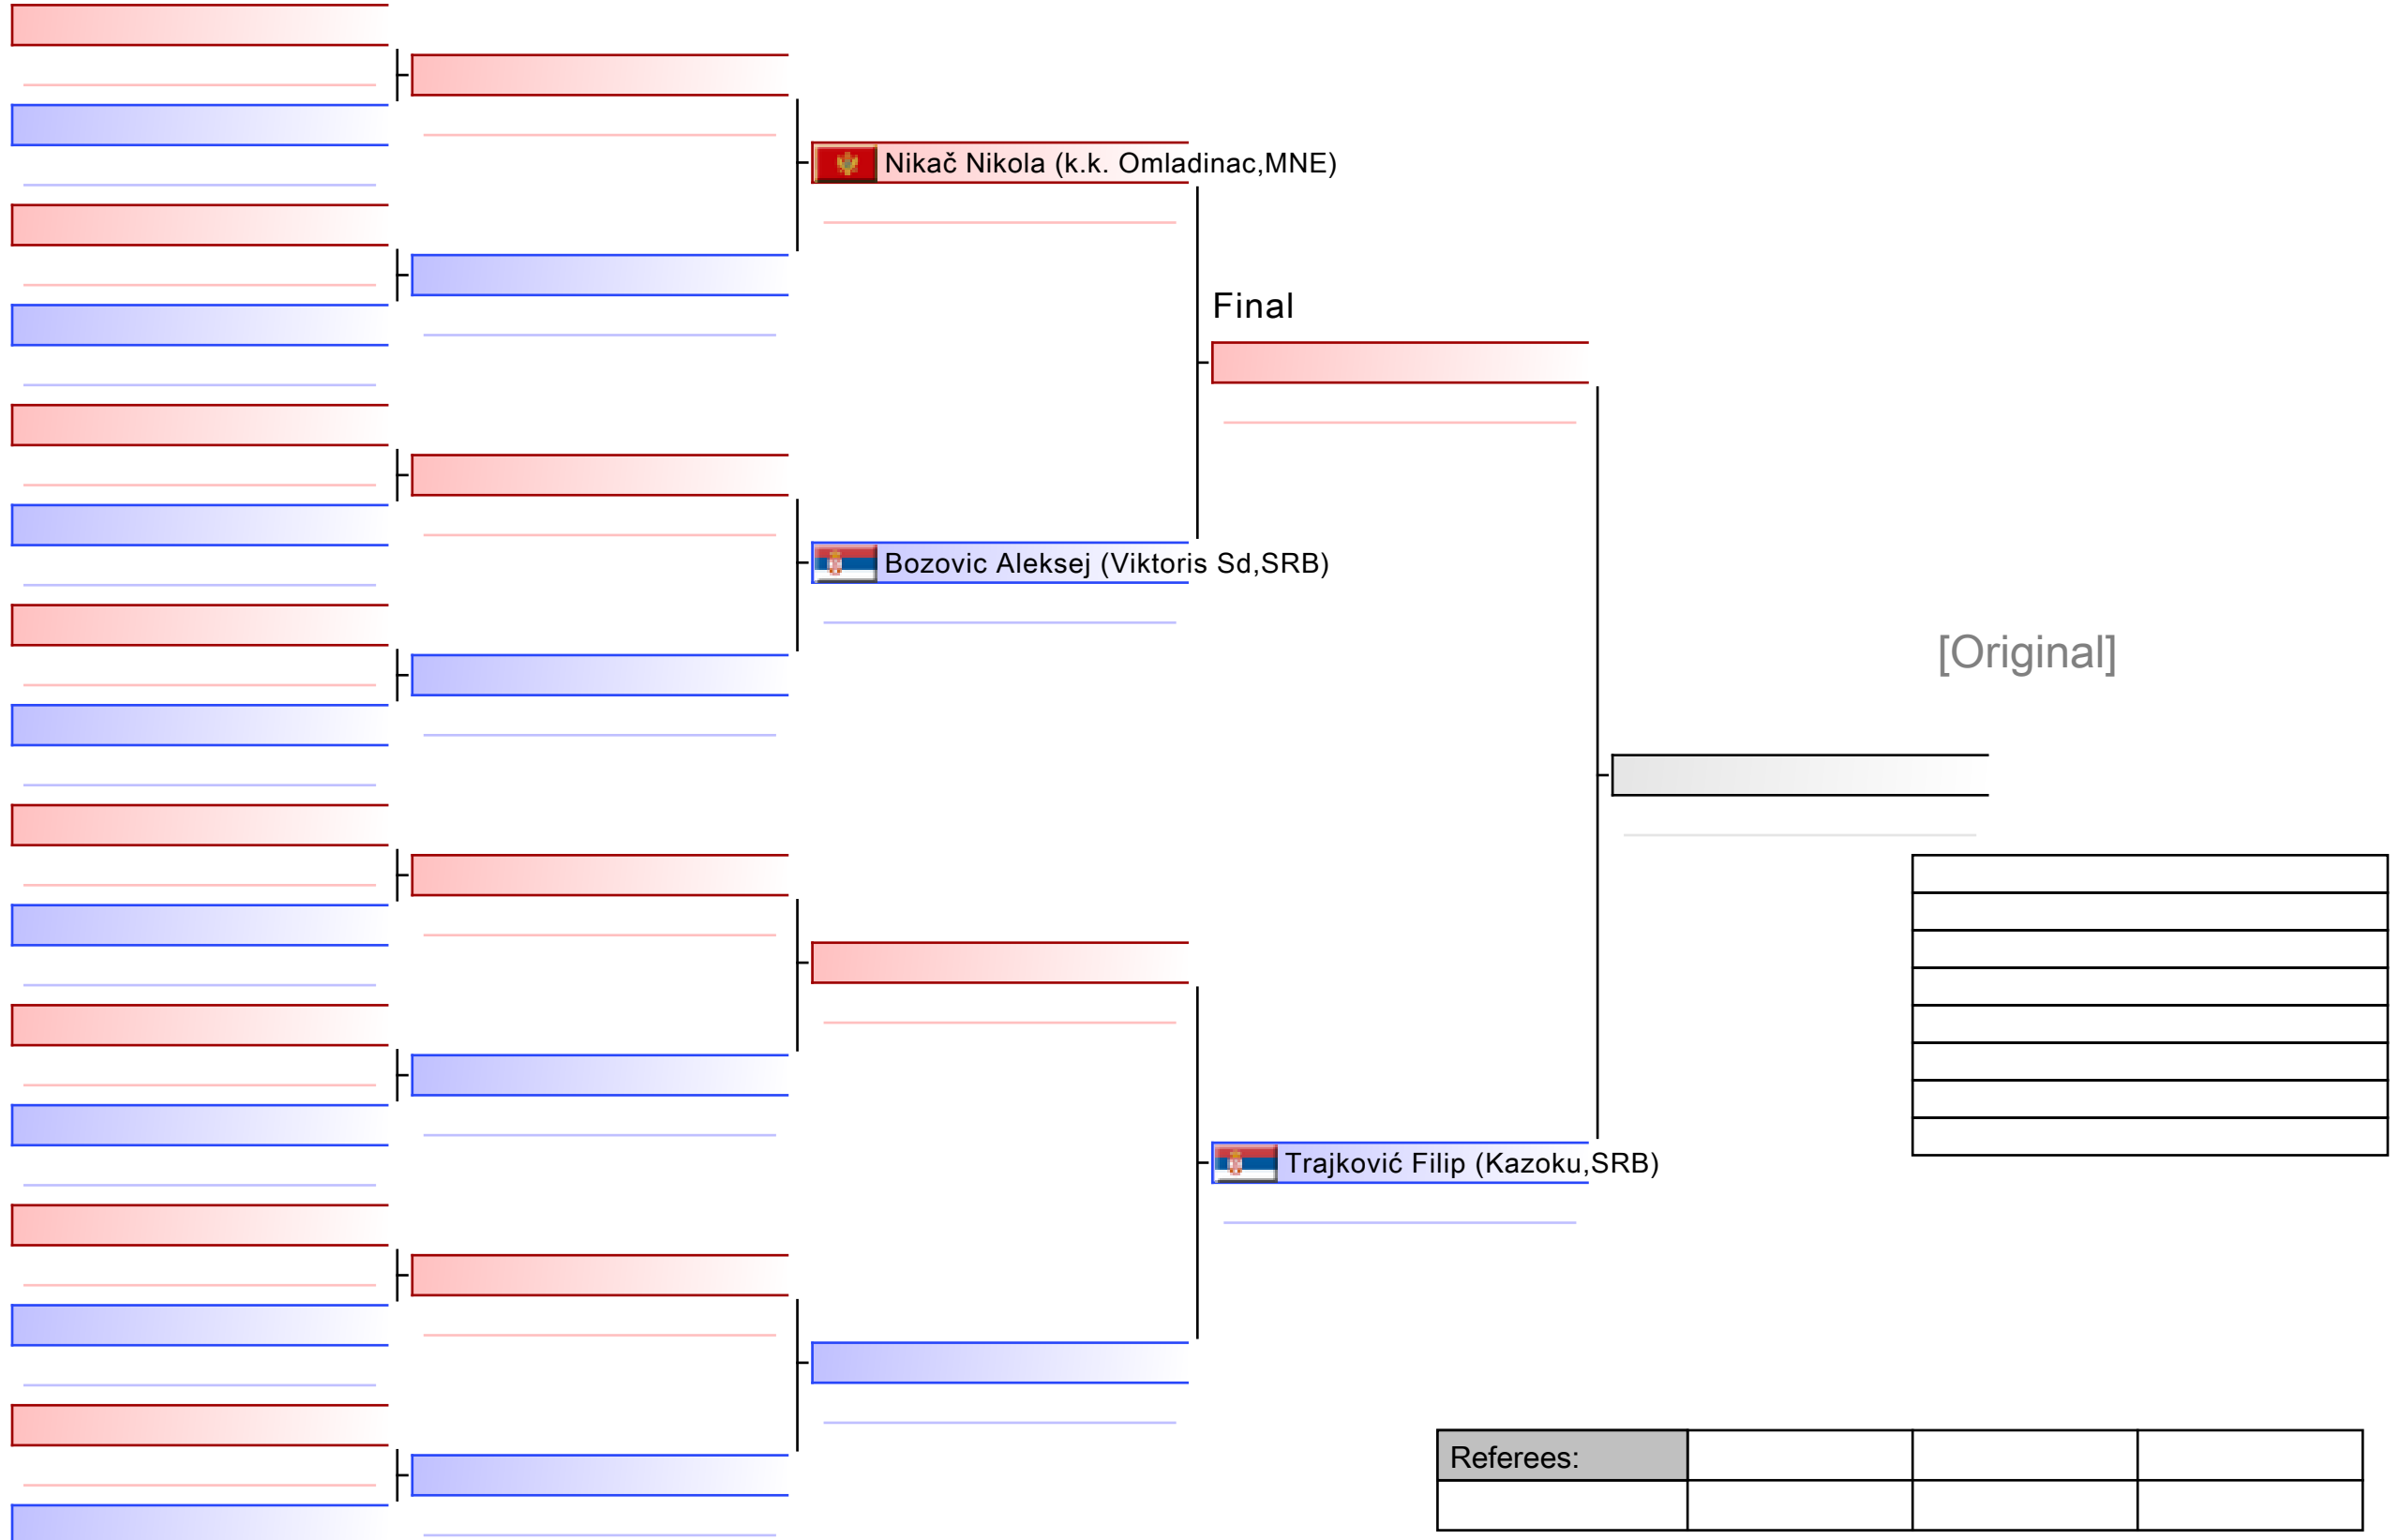 Nikač Nikola (k.k. Omladinac,MNE)
Final
Bozovic Aleksej (Viktoris Sd,SRB)
[Original]
Trajković Filip (Kazoku,SRB)
Referees: